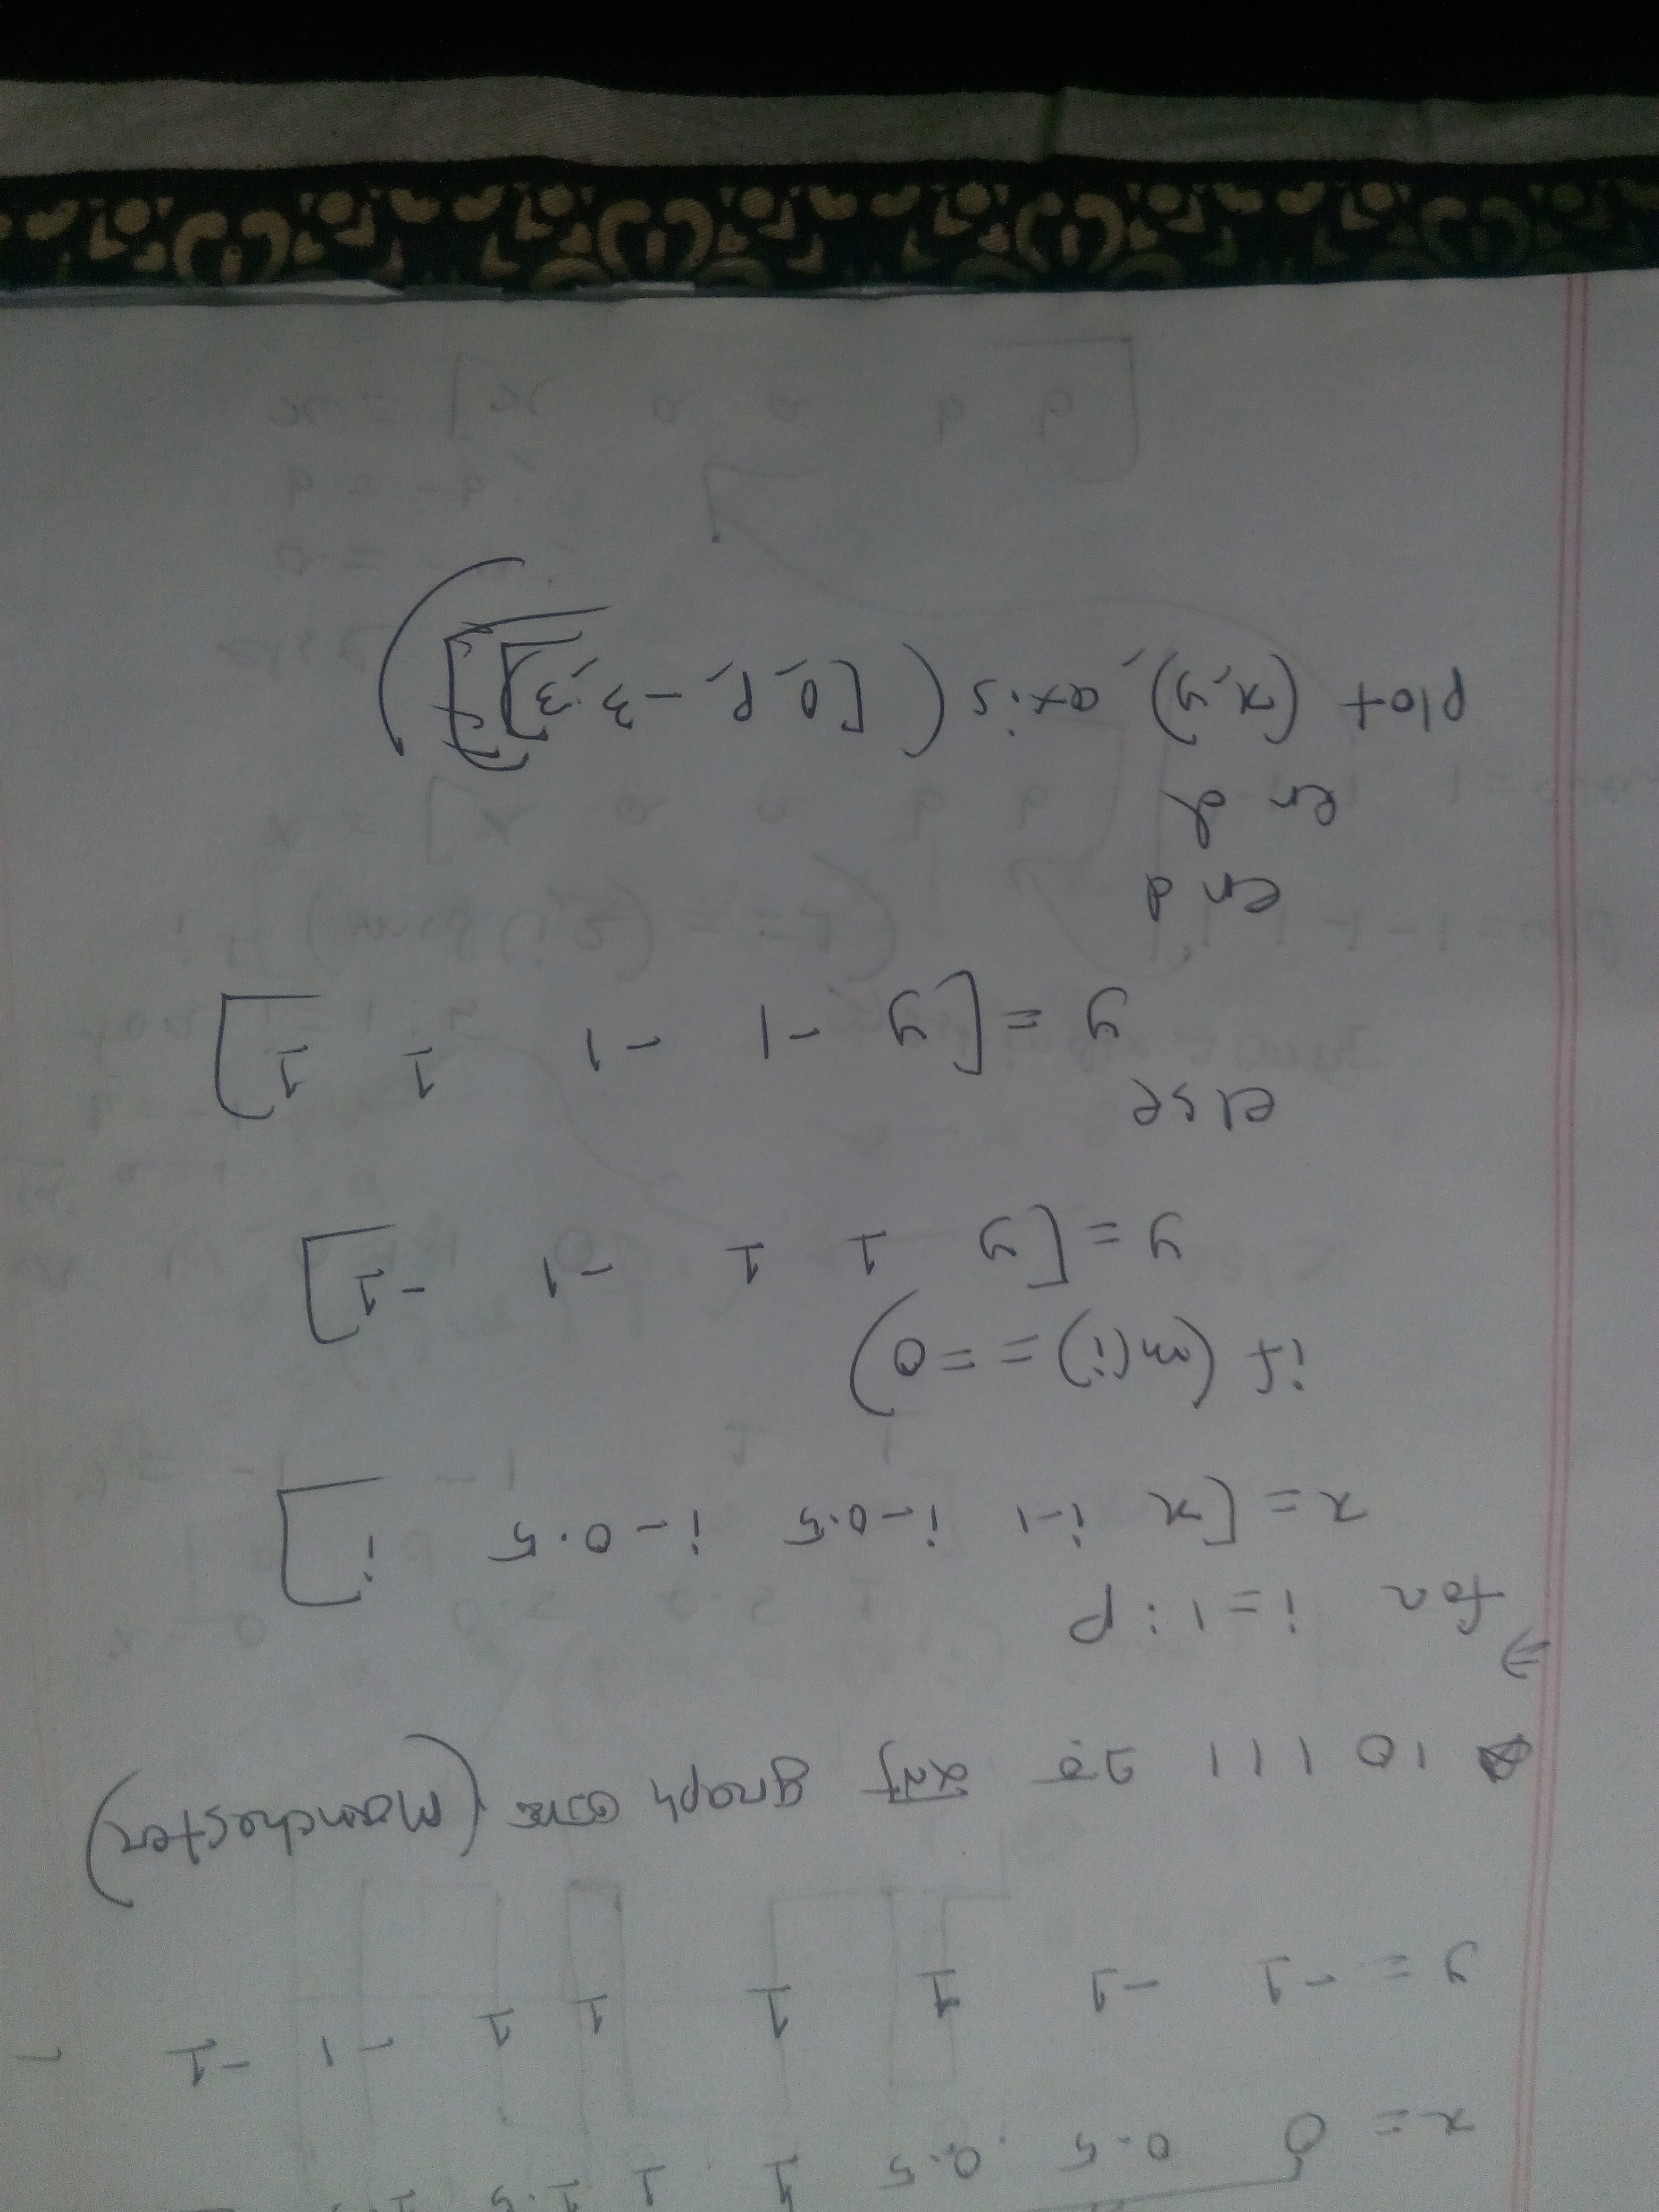 x = 0 0.5 0.5 1 1 1.5
y = -1 -1 1 1 1 1 -1 -1 -
10111 এর জন্য graph আঁক (Manchester)
⇒
for i=1:P
x=[x i-1 i-0.5 i-0.5 i]
if (m(i)==0)
y=[y 1 1 -1 -1]
else
y=[y -1 -1 1 1]
end
end
plot (x,y), axis([0,P,-3,3])